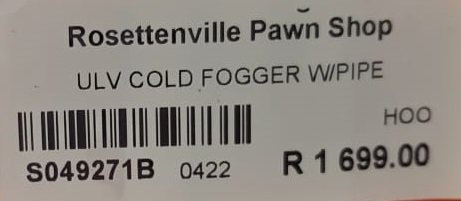 Rosettenville Pawn Shop
ULV COLD FOGGER W/PIPE
HOO
S049271B 0422 R 1 699.00